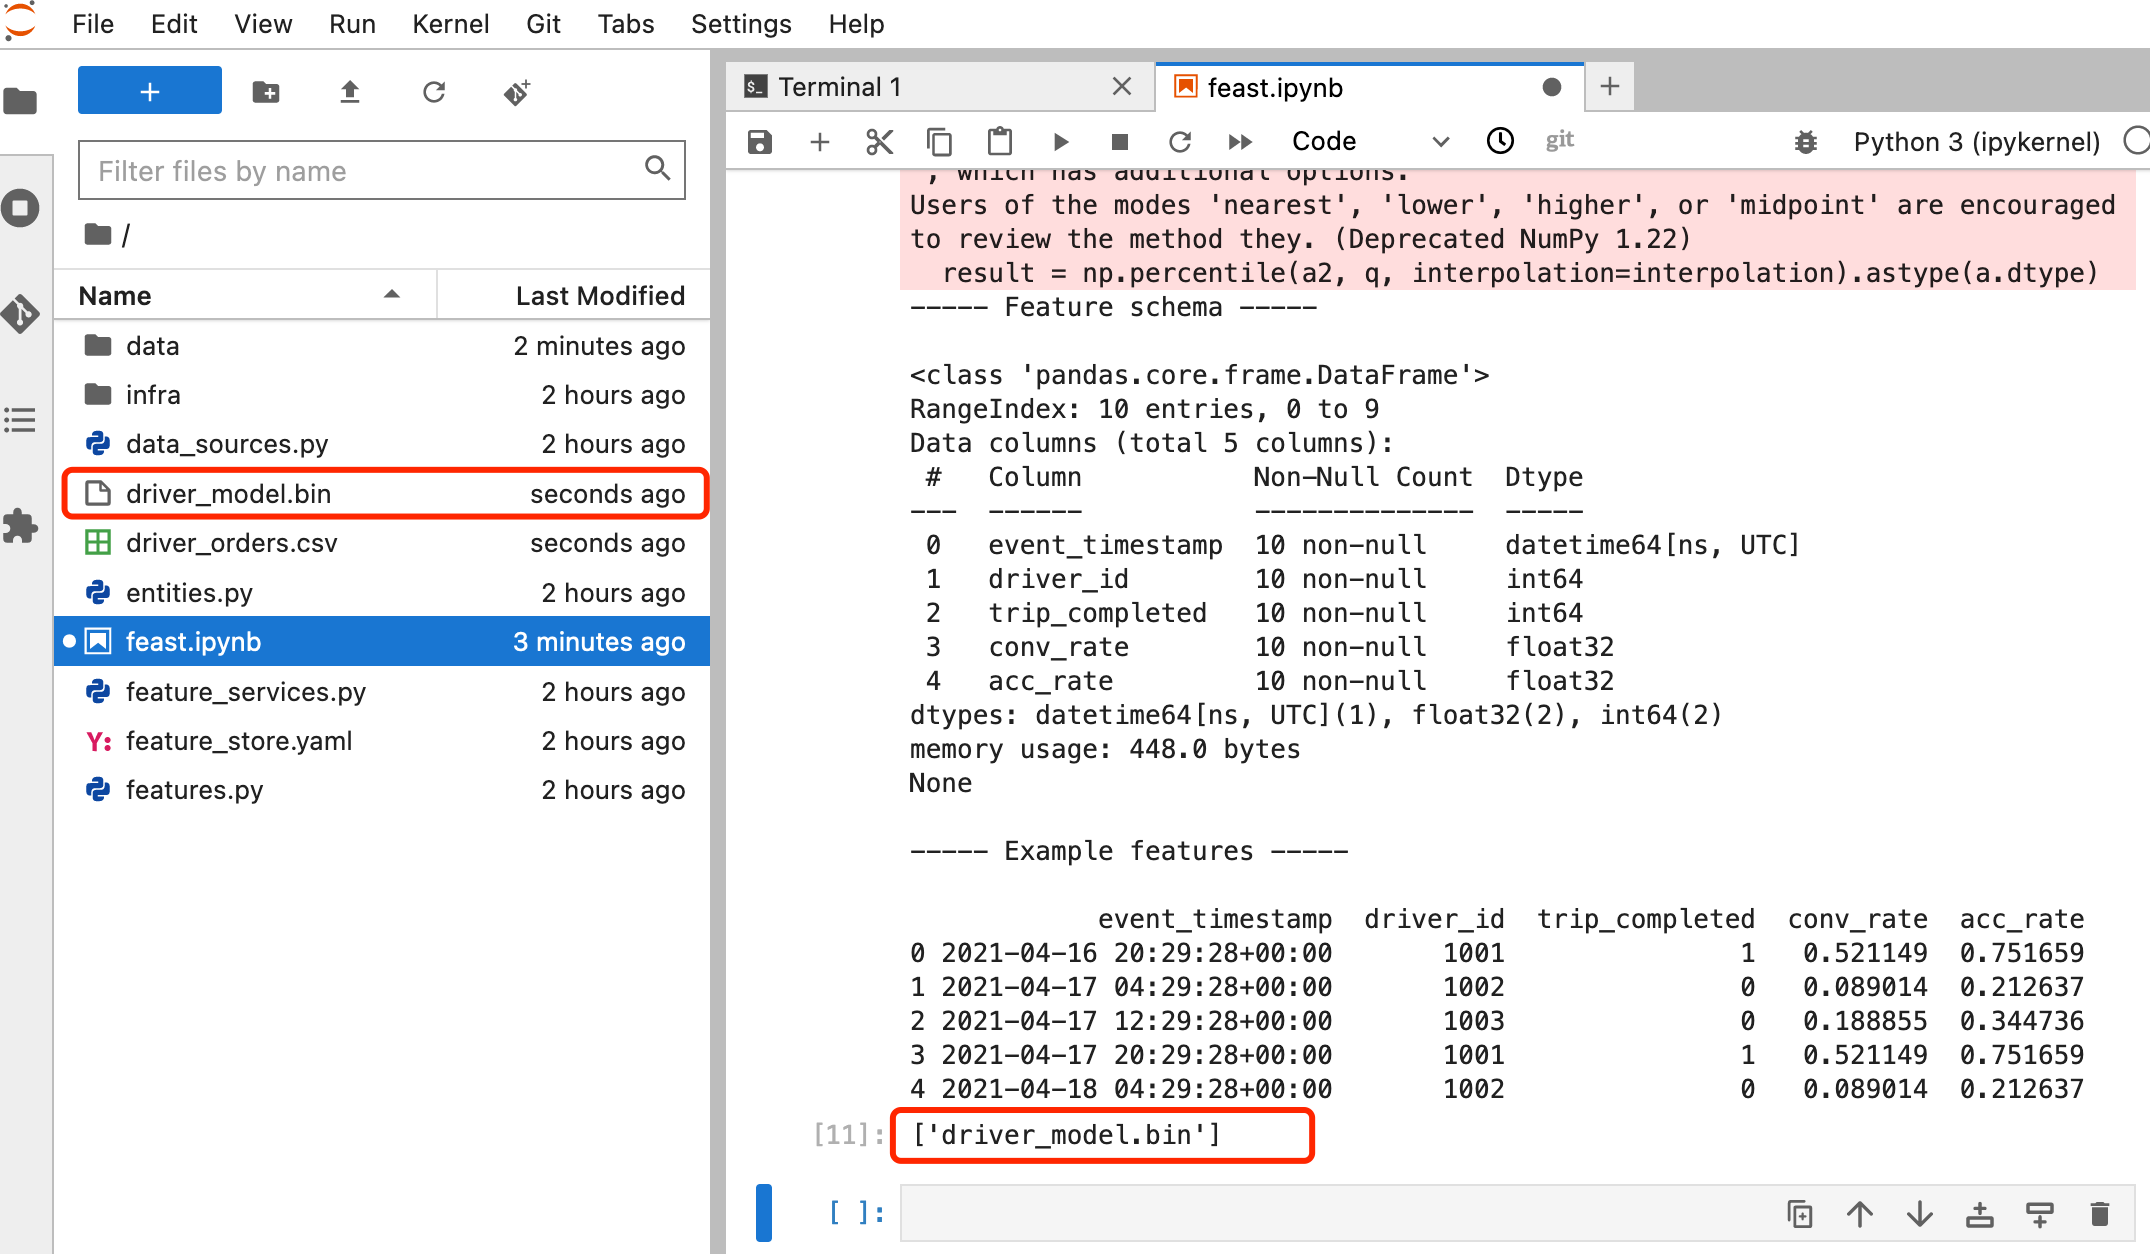 File Edit View Run Kernel Git Tabs Settings Help
+
Filter files by name
/
Name Last Modified
data 2 minutes ago
infra 2 hours ago
data_sources.py 2 hours ago
driver_model.bin seconds ago
driver_orders.csv seconds ago
entities.py 2 hours ago
feast.ipynb 3 minutes ago
feature_services.py 2 hours ago
Y: feature_store.yaml 2 hours ago
features.py 2 hours ago
$_ Terminal 1 feast.ipynb
Code git Python 3 (ipykernel)
, which has additional options.
Users of the modes 'nearest', 'lower', 'higher', or 'midpoint' are encouraged
to review the method they. (Deprecated NumPy 1.22)
  result = np.percentile(a2, q, interpolation=interpolation).astype(a.dtype)
----- Feature schema -----
<class 'pandas.core.frame.DataFrame'>
RangeIndex: 10 entries, 0 to 9
Data columns (total 5 columns):
 #   Column           Non-Null Count  Dtype
---  ------           --------------  -----
 0   event_timestamp  10 non-null     datetime64[ns, UTC]
 1   driver_id        10 non-null     int64
 2   trip_completed   10 non-null     int64
 3   conv_rate        10 non-null     float32
 4   acc_rate         10 non-null     float32
dtypes: datetime64[ns, UTC](1), float32(2), int64(2)
memory usage: 448.0 bytes
None
----- Example features -----
            event_timestamp  driver_id  trip_completed  conv_rate  acc_rate
0 2021-04-16 20:29:28+00:00       1001               1   0.521149  0.751659
1 2021-04-17 04:29:28+00:00       1002               0   0.089014  0.212637
2 2021-04-17 12:29:28+00:00       1003               0   0.188855  0.344736
3 2021-04-17 20:29:28+00:00       1001               1   0.521149  0.751659
4 2021-04-18 04:29:28+00:00       1002               0   0.089014  0.212637
[11]: ['driver_model.bin']
[ ]: